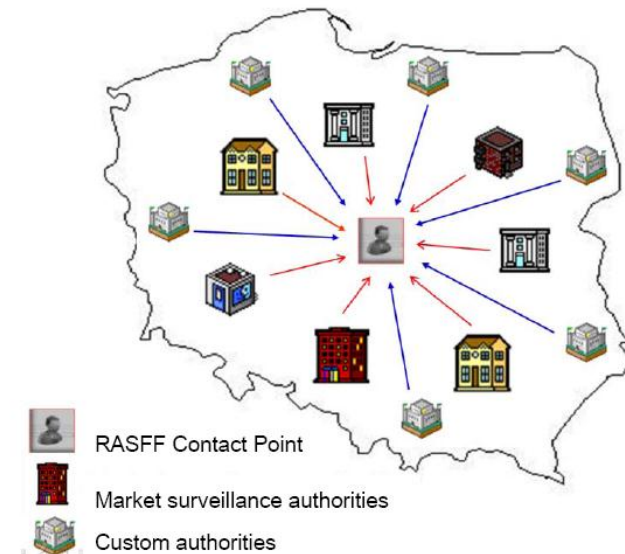 RASFF Contact Point
Market surveillance authorities
Custom authorities